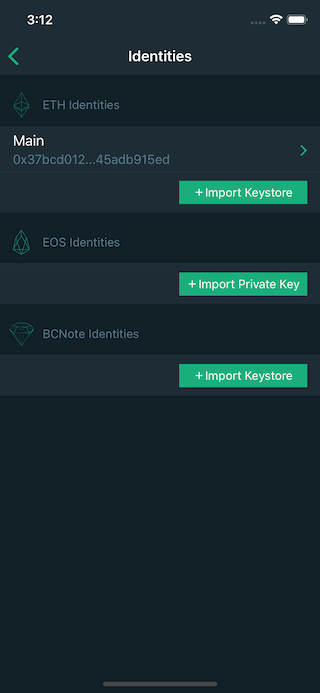 3:12
Identities
ETH Identities
Main
0x37bcd012...45adb915ed
+ Import Keystore
EOS Identities
+ Import Private Key
BCNote Identities
+ Import Keystore